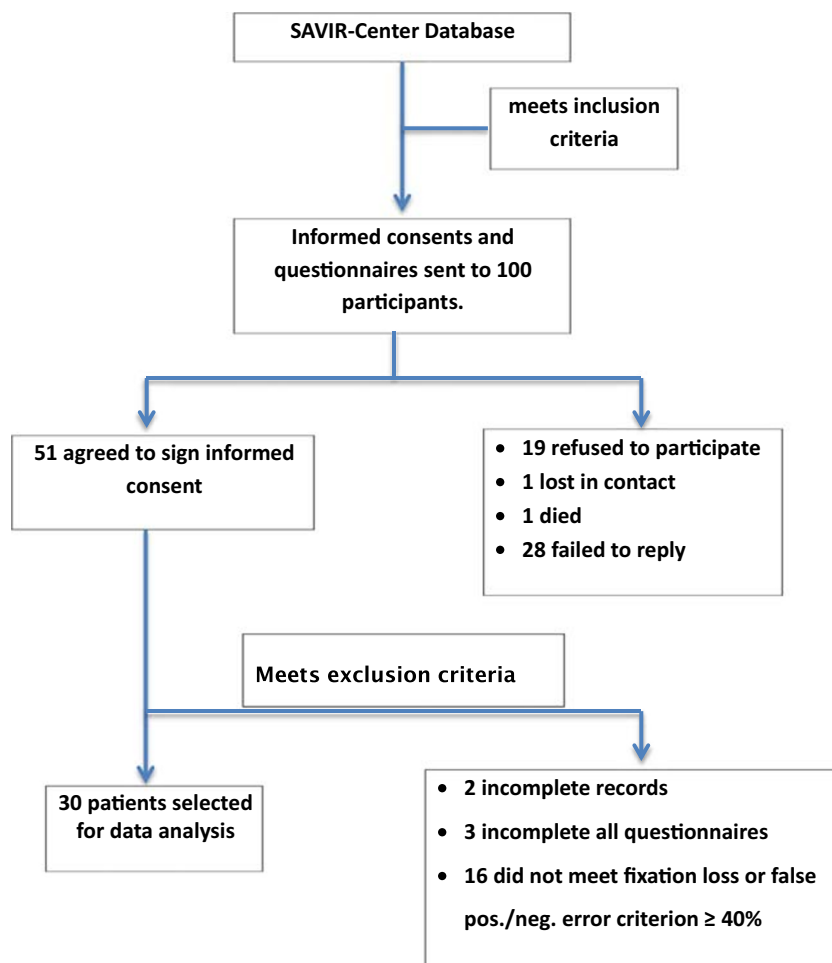 SAVIR-Center Database
meets inclusion
criteria
Informed consents and
questionnaires sent to 100
participants.
51 agreed to sign informed
consent
• 19 refused to participate
• 1 lost in contact
• 1 died
• 28 failed to reply
Meets exclusion criteria
30 patients selected
for data analysis
• 2 incomplete records
• 3 incomplete all questionnaires
• 16 did not meet fixation loss or false
pos./neg. error criterion ≥ 40%